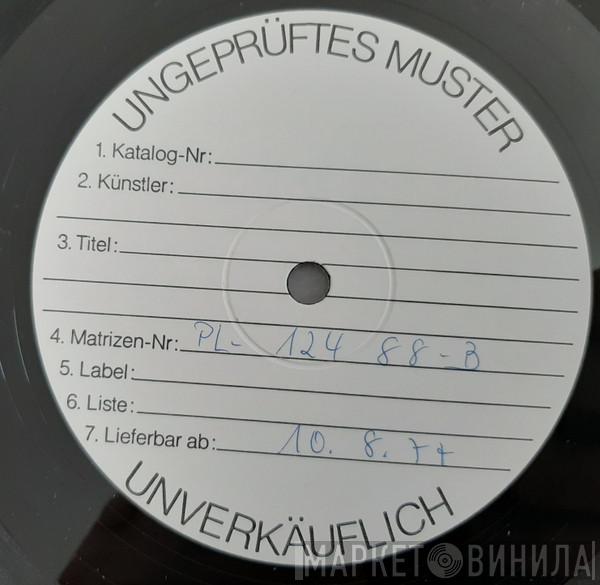 UNGEPRÜFTES MUSTER
1. Katalog-Nr:
2. Künstler:
3. Titel:
4. Matrizen-Nr: PL- 124 88-B
5. Label:
6. Liste:
7. Lieferbar ab: 10. 8. 77
UNVERKÄUFLICH
МАРКЕТ ВИНИЛА